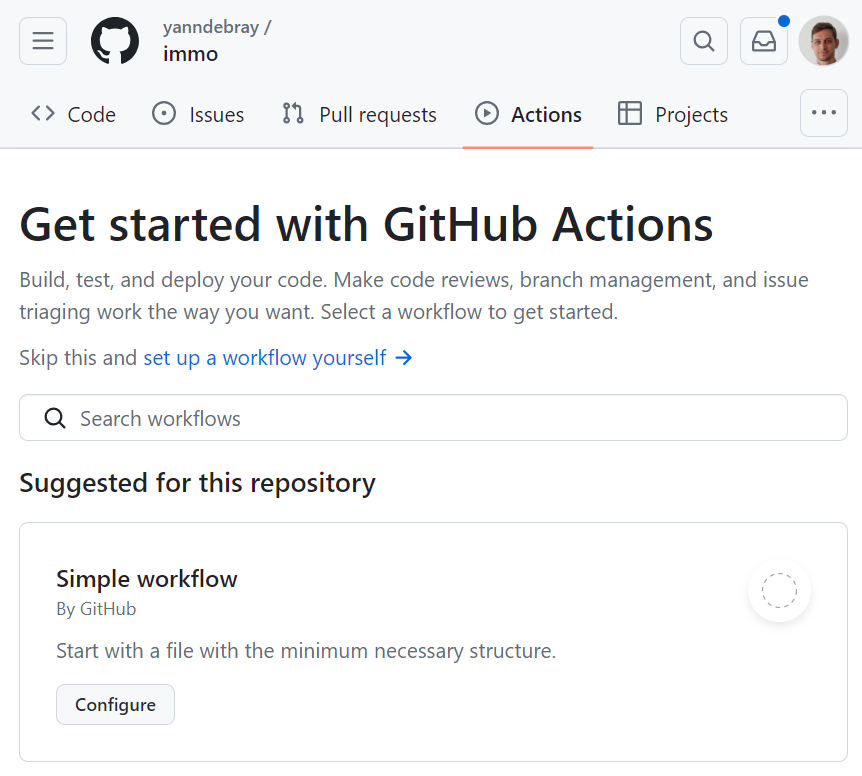 yanndebray /
immo
Code
Issues
Pull requests
Actions
Projects
Get started with GitHub Actions
Build, test, and deploy your code. Make code reviews, branch management, and issue
triaging work the way you want. Select a workflow to get started.
Skip this and set up a workflow yourself →
Search workflows
Suggested for this repository
Simple workflow
By GitHub
Start with a file with the minimum necessary structure.
Configure